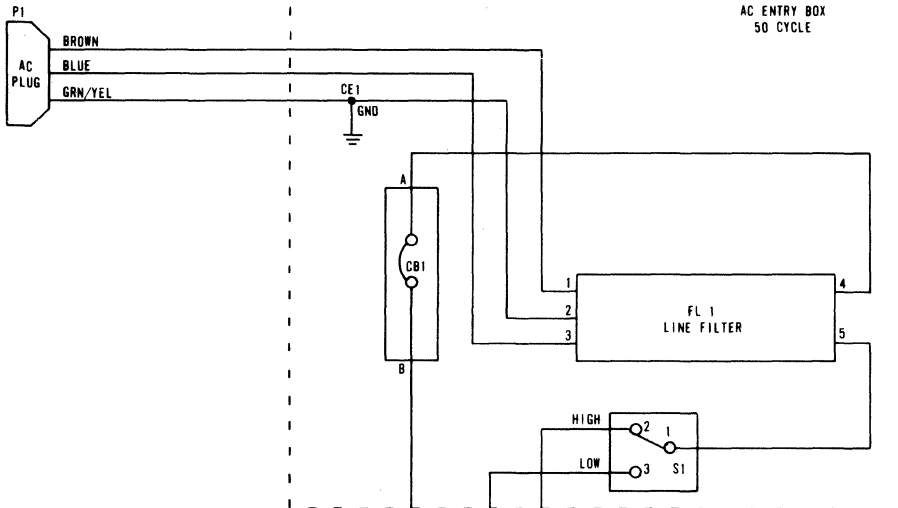 P1
AC ENTRY BOX
50 CYCLE
BROWN
AC
PLUG
BLUE
GRN/YEL
CE1
GND
A
CB1
B
1
2
3
FL 1
LINE FILTER
4
5
HIGH
2
1
LOW
3
S1